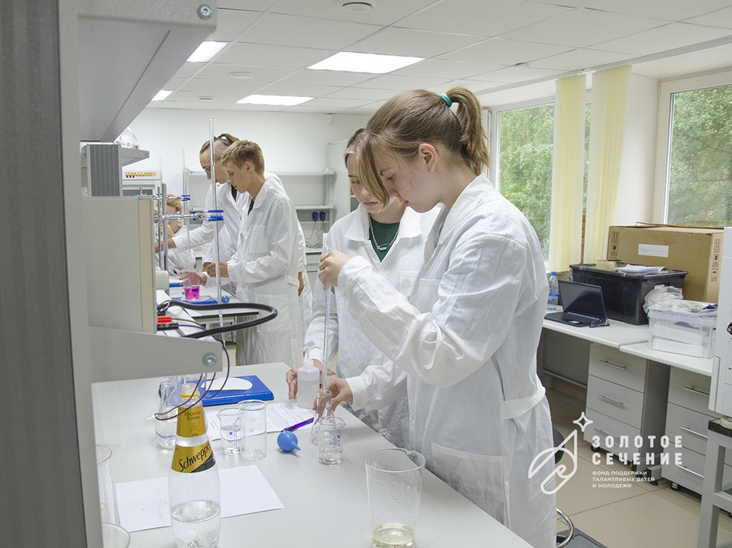 Schweppes
ЗОЛОТОЕ
СЕЧЕНИЕ
ФОНД ПОДДЕРЖКИ
ТАЛАНТЛИВЫХ ДЕТЕЙ
И МОЛОДЕЖИ